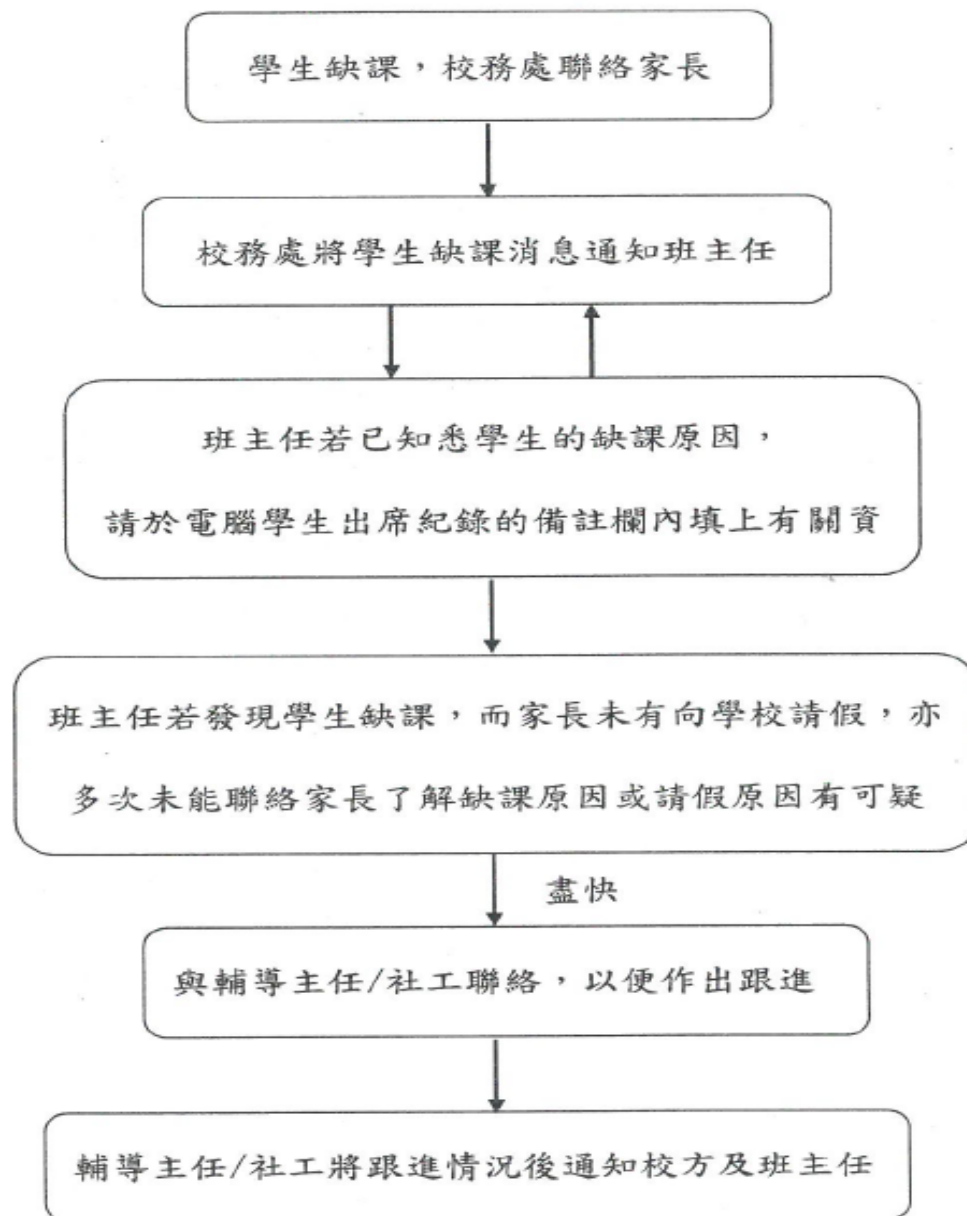 學生缺課，校務處聯絡家長
校務處將學生缺課消息通知班主任
班主任若已知悉學生的缺課原因，
請於電腦學生出席紀錄的備註欄內填上有關資
班主任若發現學生缺課，而家長未有向學校請假，亦
多次未能聯絡家長了解缺課原因或請假原因有可疑
盡快
與輔導主任/社工聯絡，以便作出跟進
輔導主任/社工將跟進情況後通知校方及班主任